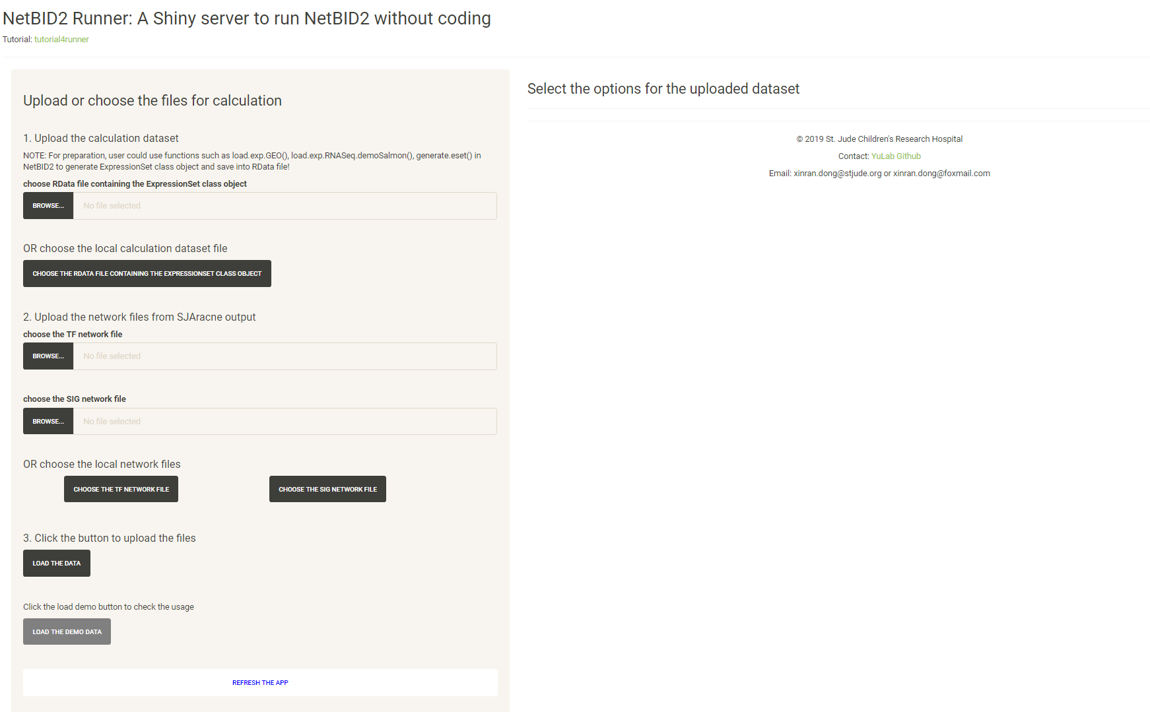 NetBID2 Runner: A Shiny server to run NetBID2 without coding
Tutorial: tutorial4runner
Upload or choose the files for calculation
1. Upload the calculation dataset
NOTE: For preparation, user could use functions such as load.exp.GEO(), load.exp.RNASeq.demoSalmon(), generate.eset() in
NetBID2 to generate ExpressionSet class object and save into RData file!
choose RData file containing the ExpressionSet class object
BROWSE... No file selected
OR choose the local calculation dataset file
CHOOSE THE RDATA FILE CONTAINING THE EXPRESSIONSET CLASS OBJECT
2. Upload the network files from SJAracne output
choose the TF network file
BROWSE... No file selected
choose the SIG network file
BROWSE... No file selected
OR choose the local network files
CHOOSE THE TF NETWORK FILE CHOOSE THE SIG NETWORK FILE
3. Click the button to upload the files
LOAD THE DATA
Click the load demo button to check the usage
LOAD THE DEMO DATA
REFRESH THE APP
Select the options for the uploaded dataset
© 2019 St. Jude Children's Research Hospital
Contact: YuLab Github
Email: xinran.dong@stjude.org or xinran.dong@foxmail.com